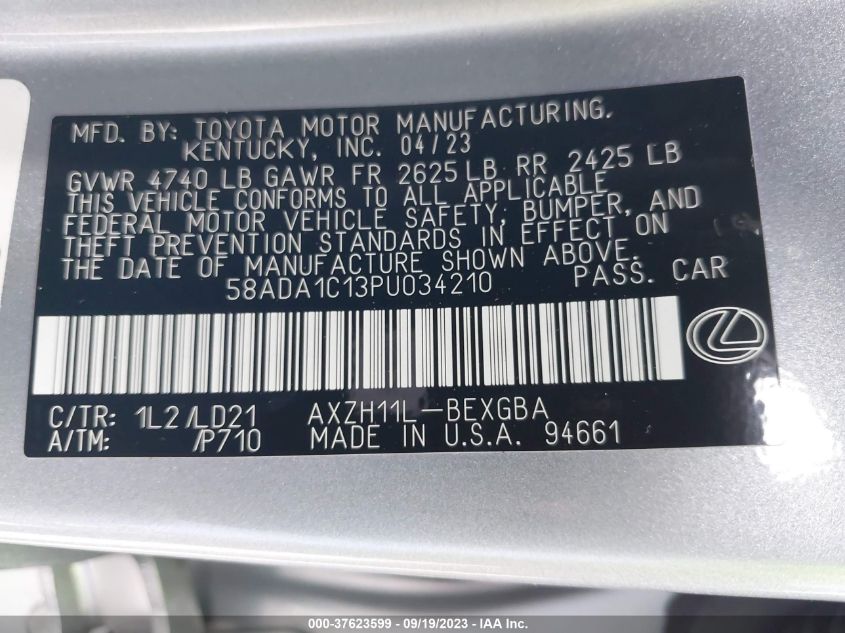 MFD. BY: TOYOTA MOTOR MANUFACTURING,
KENTUCKY, INC. 04/23
GVWR 4740 LB GAWR FR 2625 LB RR 2425 LB
THIS VEHICLE CONFORMS TO ALL APPLICABLE
FEDERAL MOTOR VEHICLE SAFETY, BUMPER, AND
THEFT PREVENTION STANDARDS IN EFFECT ON
THE DATE OF MANUFACTURE SHOWN ABOVE.
58ADA1C13PU034210 PASS. CAR
C/TR: 1L2 /LD21 AXZH11L-BEXGBA
A/TM: /P710 MADE IN U.S.A. 94661
000-37623599 - 09/19/2023 - IAA Inc.